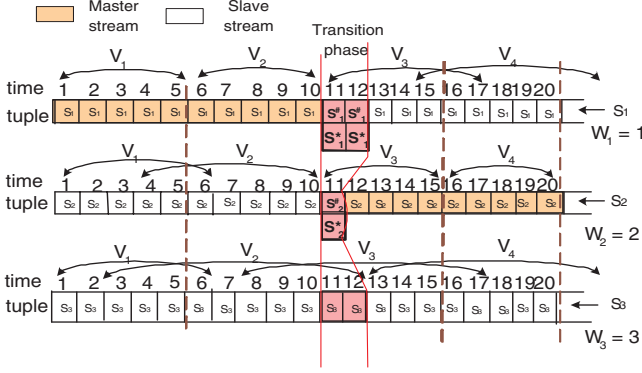 Master stream
Slave stream
Transition phase
V1 V2 V3 V4
time 1 2 3 4 5 6 7 8 9 10 11 12 13 14 15 16 17 18 19 20
tuple S1 S1 S1 S1 S1 S1 S1 S1 S1 S1 S#1 S#1 S1 S1 S1 S1 S1 S1 S1 S1 S1
S*1 S*1
W1 = 1
V1 V2 V3 V4
time 1 2 3 4 5 6 7 8 9 10 11 12 13 14 15 16 17 18 19 20
tuple S2 S2 S2 S2 S2 S2 S2 S2 S2 S2 S#2 S2 S2 S2 S2 S2 S2 S2 S2 S2 S2
S*2
W2 = 2
V1 V2 V3 V4
time 1 2 3 4 5 6 7 8 9 10 11 12 13 14 15 16 17 18 19 20
tuple S3 S3 S3 S3 S3 S3 S3 S3 S3 S3 S3 S3 S3 S3 S3 S3 S3 S3 S3 S3 S3
W3 = 3